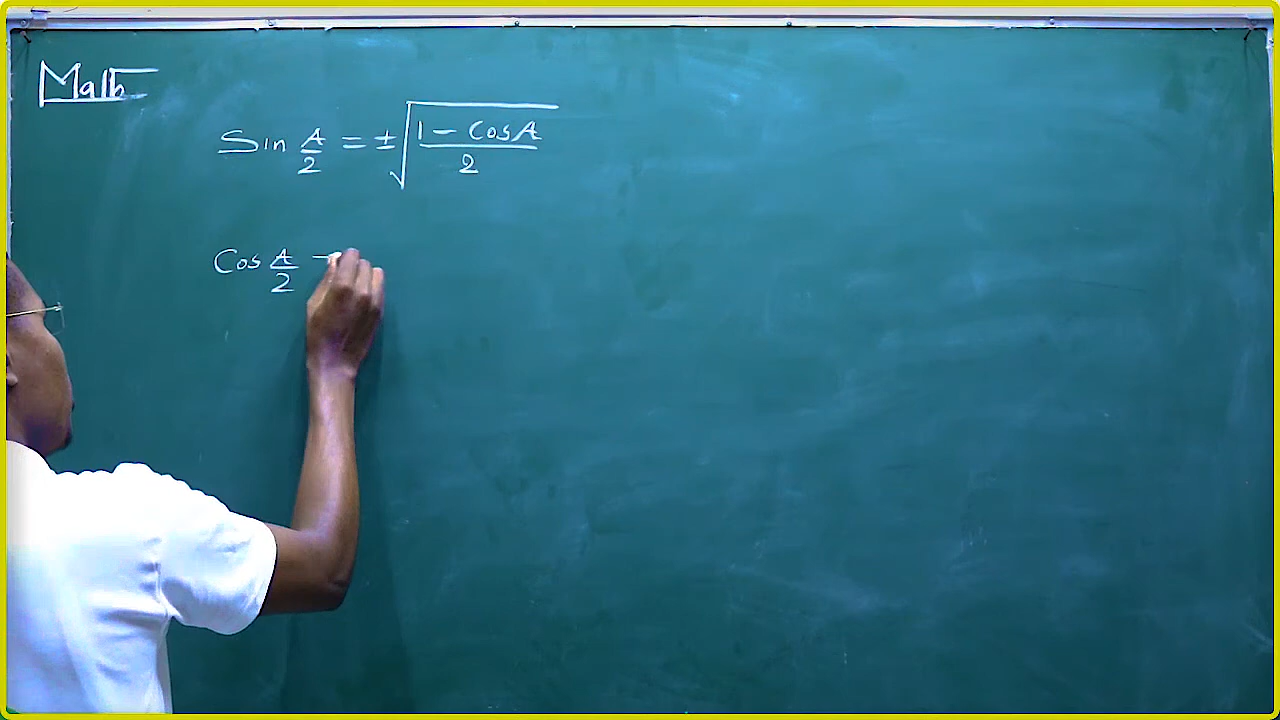 Math
Sin A/2 = ±√((1 - CosA)/2)
Cos A/2 =